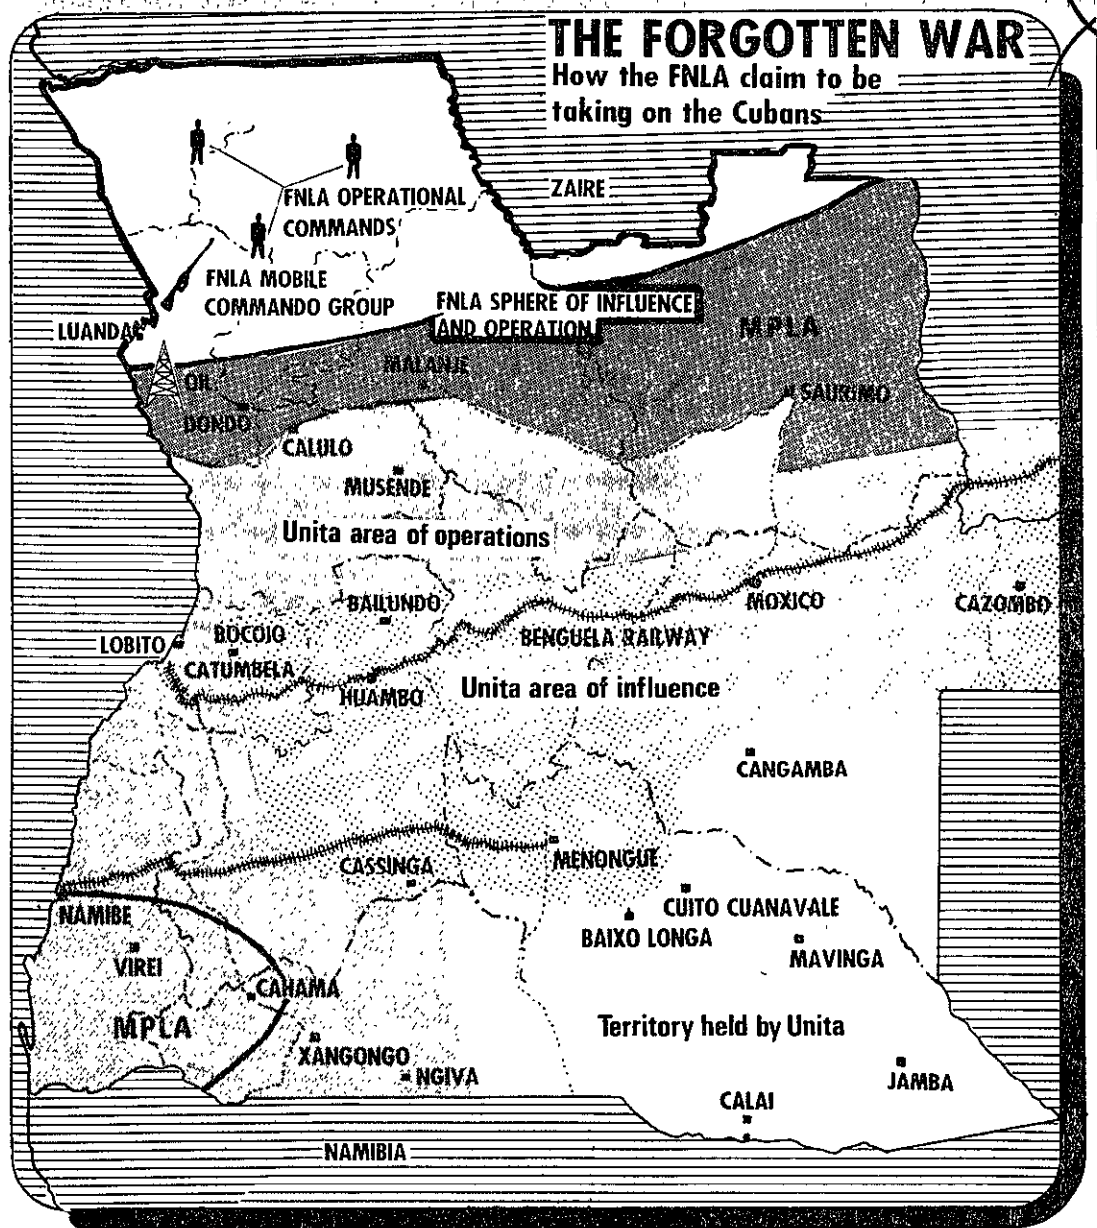 THE FORGOTTEN WAR
How the FNLA claim to be
taking on the Cubans
ZAIRE
FNLA OPERATIONAL
COMMANDS
FNLA MOBILE
COMMANDO GROUP
FNLA SPHERE OF INFLUENCE
AND OPERATION
MPLA
LUANDA
OIL
MALANJE
SAURIMO
DONDO
CALULO
MUSENDE
Unita area of operations
BAILUNDO
MOXICO
CAZOMBO
LOBITO
BOCOIO
BENGUELA RAILWAY
CATUMBELA
HUAMBO
Unita area of influence
CANGAMBA
CASSINGA
MENONGUE
NAMIBE
CUITO CUANAVALE
BAIXO LONGA
VIREI
MAVINGA
CAHAMA
MPLA
Territory held by Unita
XANGONGO
NGIVA
JAMBA
CALAI
NAMIBIA